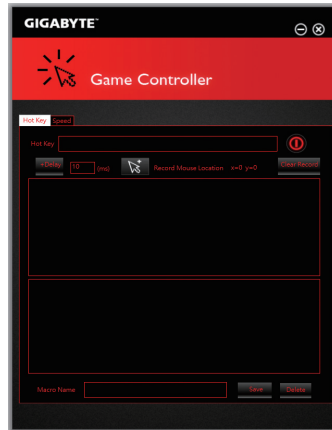 GIGABYTE™
Game Controller
Hot Key Speed
Hot Key
+Delay 10 (ms) Record Mouse Location x=0 y=0 Clear Record
Macro Name Save Delete